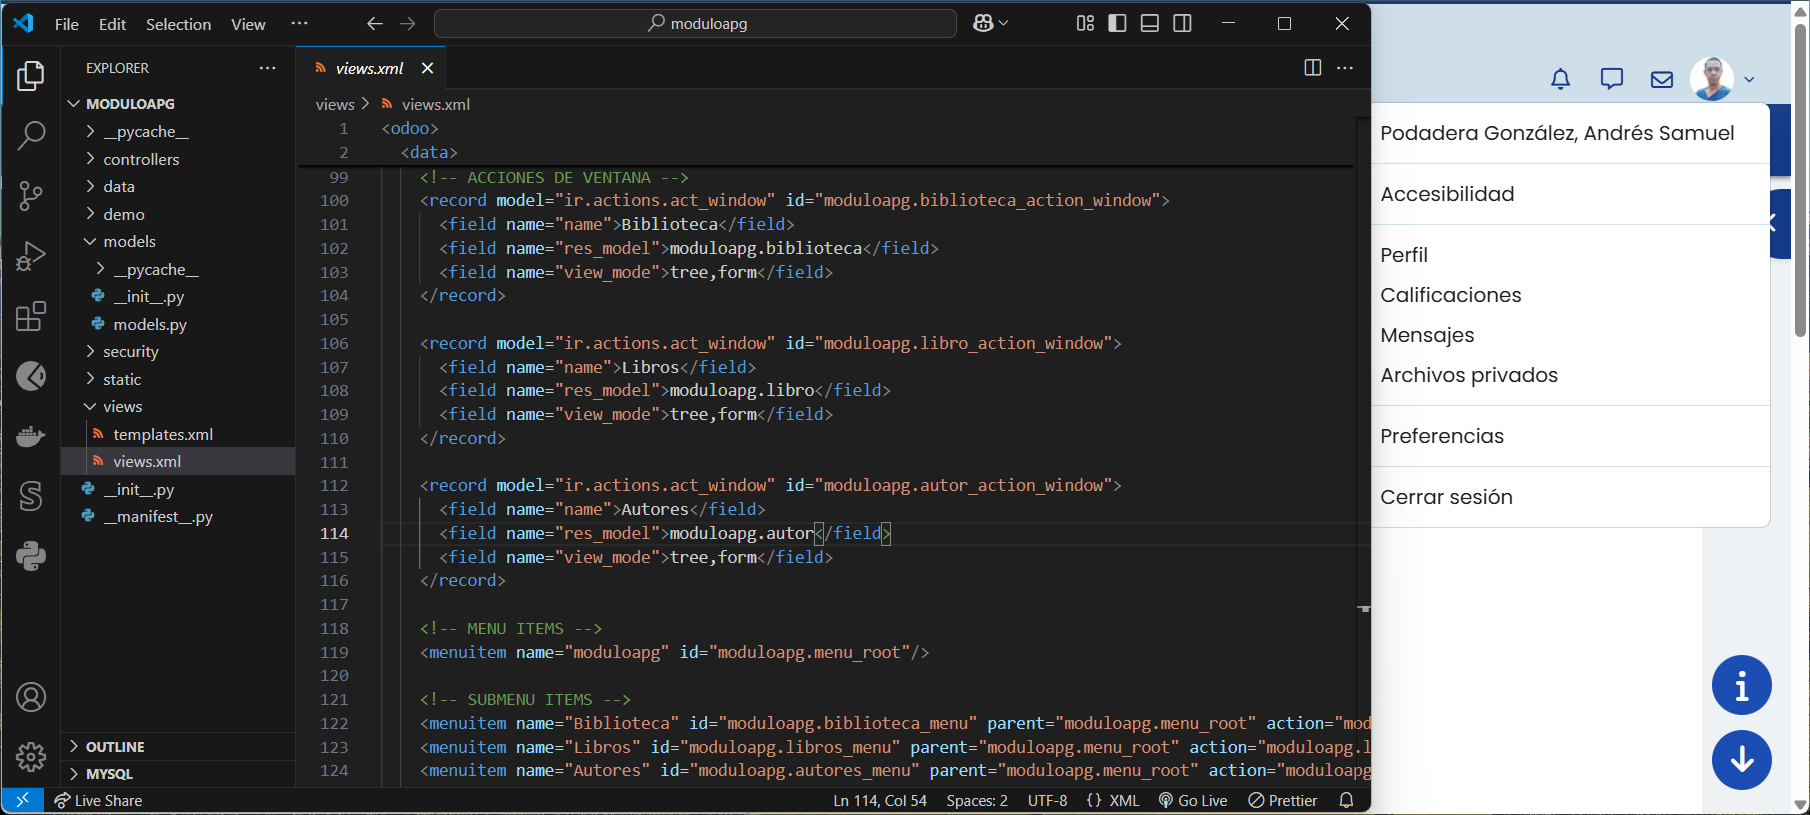 File Edit Selection View ··· moduloapg
EXPLORER ···
MODULOAPG
__pycache__
controllers
data
demo
models
__pycache__
__init__.py
models.py
security
static
views
templates.xml
views.xml
__init__.py
__manifest__.py
OUTLINE
MYSQL
views.xml
views > views.xml
1 <odoo>
2 <data>
99 <!-- ACCIONES DE VENTANA -->
100 <record model="ir.actions.act_window" id="moduloapg.biblioteca_action_window">
101 <field name="name">Biblioteca</field>
102 <field name="res_model">moduloapg.biblioteca</field>
103 <field name="view_mode">tree,form</field>
104 </record>
105
106 <record model="ir.actions.act_window" id="moduloapg.libro_action_window">
107 <field name="name">Libros</field>
108 <field name="res_model">moduloapg.libro</field>
109 <field name="view_mode">tree,form</field>
110 </record>
111
112 <record model="ir.actions.act_window" id="moduloapg.autor_action_window">
113 <field name="name">Autores</field>
114 <field name="res_model">moduloapg.autor</field>
115 <field name="view_mode">tree,form</field>
116 </record>
117
118 <!-- MENU ITEMS -->
119 <menuitem name="moduloapg" id="moduloapg.menu_root"/>
120
121 <!-- SUBMENU ITEMS -->
122 <menuitem name="Biblioteca" id="moduloapg.biblioteca_menu" parent="moduloapg.menu_root" action="mod
123 <menuitem name="Libros" id="moduloapg.libros_menu" parent="moduloapg.menu_root" action="moduloapg.l
124 <menuitem name="Autores" id="moduloapg.autores_menu" parent="moduloapg.menu_root" action="moduloapg
Live Share Ln 114, Col 54 Spaces: 2 UTF-8 {} XML Go Live Prettier
Podadera González, Andrés Samuel
Accesibilidad
Perfil
Calificaciones
Mensajes
Archivos privados
Preferencias
Cerrar sesión